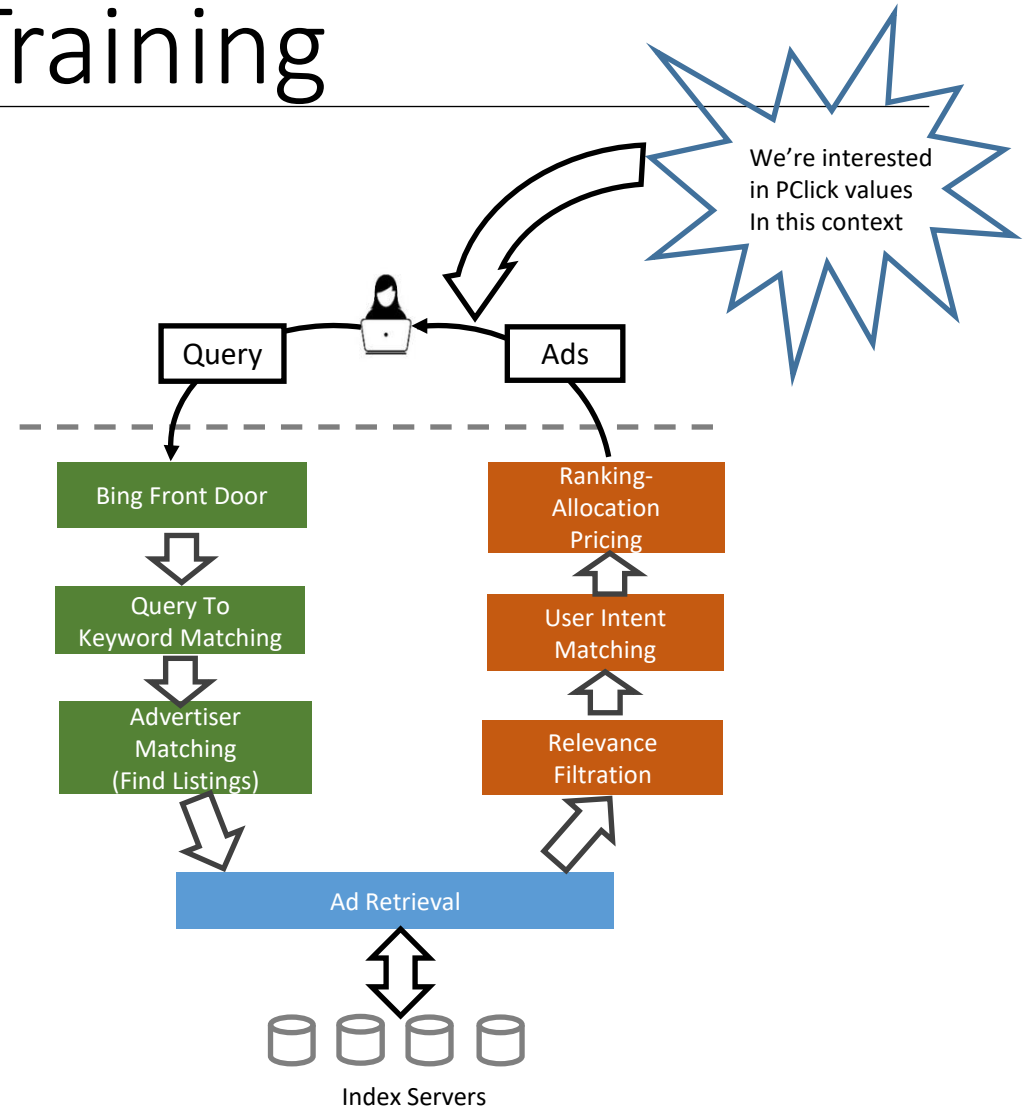 Training
We're interested
in PClick values
In this context
Query
Ads
Bing Front Door
Query To
Keyword Matching
Advertiser
Matching
(Find Listings)
Ranking-
Allocation
Pricing
User Intent
Matching
Relevance
Filtration
Ad Retrieval
Index Servers